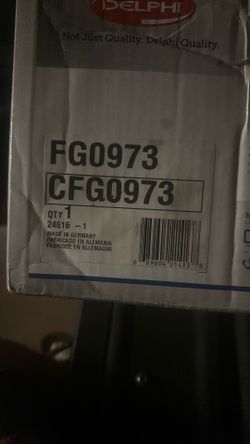 DELPHI
Not Just Quality. Delphi Quality.
FG0973
CFG0973
QTY 1
24616 -1
MADE IN GERMANY
FABRICADO EN ALEMANIA
FABRIQUE EN ALLEMAGNE